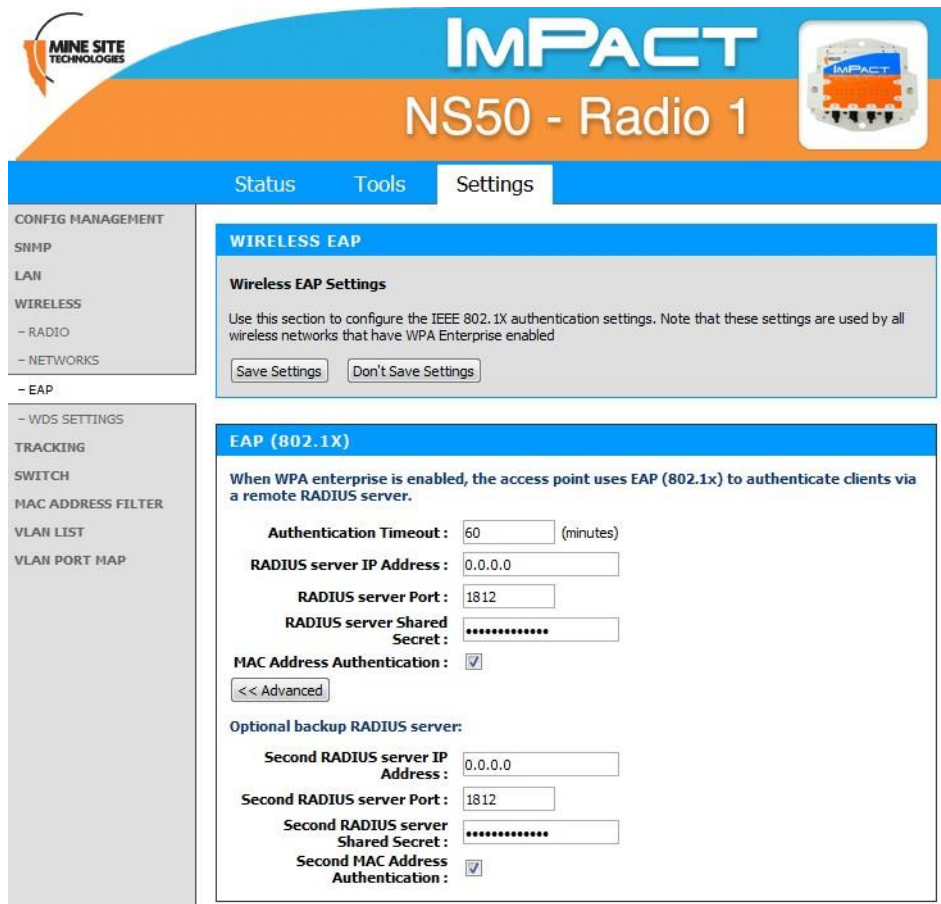 MINE SITE
TECHNOLOGIES
IMPACT
NS50 - Radio 1
IMPACT
Status Tools Settings
CONFIG MANAGEMENT
SNMP
LAN
WIRELESS
– RADIO
– NETWORKS
– EAP
– WDS SETTINGS
TRACKING
SWITCH
MAC ADDRESS FILTER
VLAN LIST
VLAN PORT MAP
WIRELESS EAP
Wireless EAP Settings
Use this section to configure the IEEE 802.1X authentication settings. Note that these settings are used by all
wireless networks that have WPA Enterprise enabled
Save Settings Don't Save Settings
EAP (802.1X)
When WPA enterprise is enabled, the access point uses EAP (802.1x) to authenticate clients via
a remote RADIUS server.
Authentication Timeout : 60 (minutes)
RADIUS server IP Address : 0.0.0.0
RADIUS server Port : 1812
RADIUS server Shared
Secret : •••••••••••••
MAC Address Authentication :
<< Advanced
Optional backup RADIUS server:
Second RADIUS server IP
Address : 0.0.0.0
Second RADIUS server Port : 1812
Second RADIUS server
Shared Secret : •••••••••••••
Second MAC Address
Authentication :